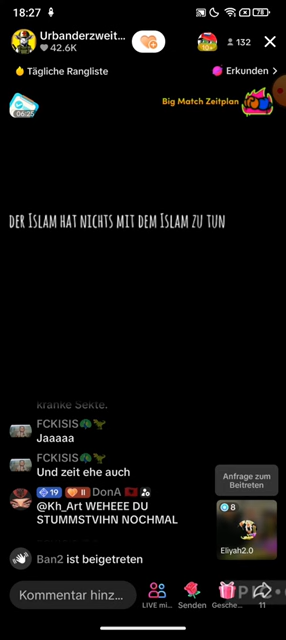 18:27
78
Urbanderzweit...
42.6K
132
Tägliche Rangliste
Erkunden >
06:25
Big Match Zeitplan
der Islam hat nichts mit dem Islam zu tun
kranke Sekte.
FCKISIS
Jaaaaa
FCKISIS
Und zeit ehe auch
19 II DonA
@Kh_Art WEHEEE DU
STUMMSTVIHN NOCHMAL
Anfrage zum
Beitreten
8
Eliyah2.0
Ban2 ist beigetreten
Kommentar hinz...
LIVE mi...
Senden
Gesche...
11